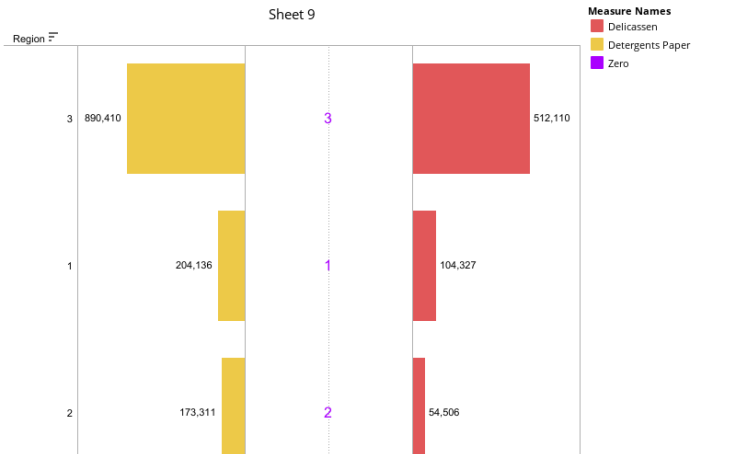 Sheet 9
Measure Names
Delicassen
Detergents Paper
Zero
Region
3 890,410 3 512,110
1 204,136 1 104,327
2 173,311 2 54,506